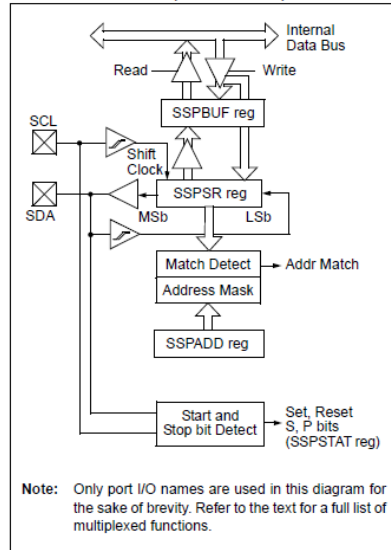 Internal
Data Bus
Read
Write
SSPBUF reg
SCL
Shift
Clock
SSPSR reg
SDA
MSb
LSb
Match Detect
Addr Match
Address Mask
SSPADD reg
Start and
Stop bit Detect
Set, Reset
S, P bits
(SSPSTAT reg)
Note: Only port I/O names are used in this diagram for
the sake of brevity. Refer to the text for a full list of
multiplexed functions.